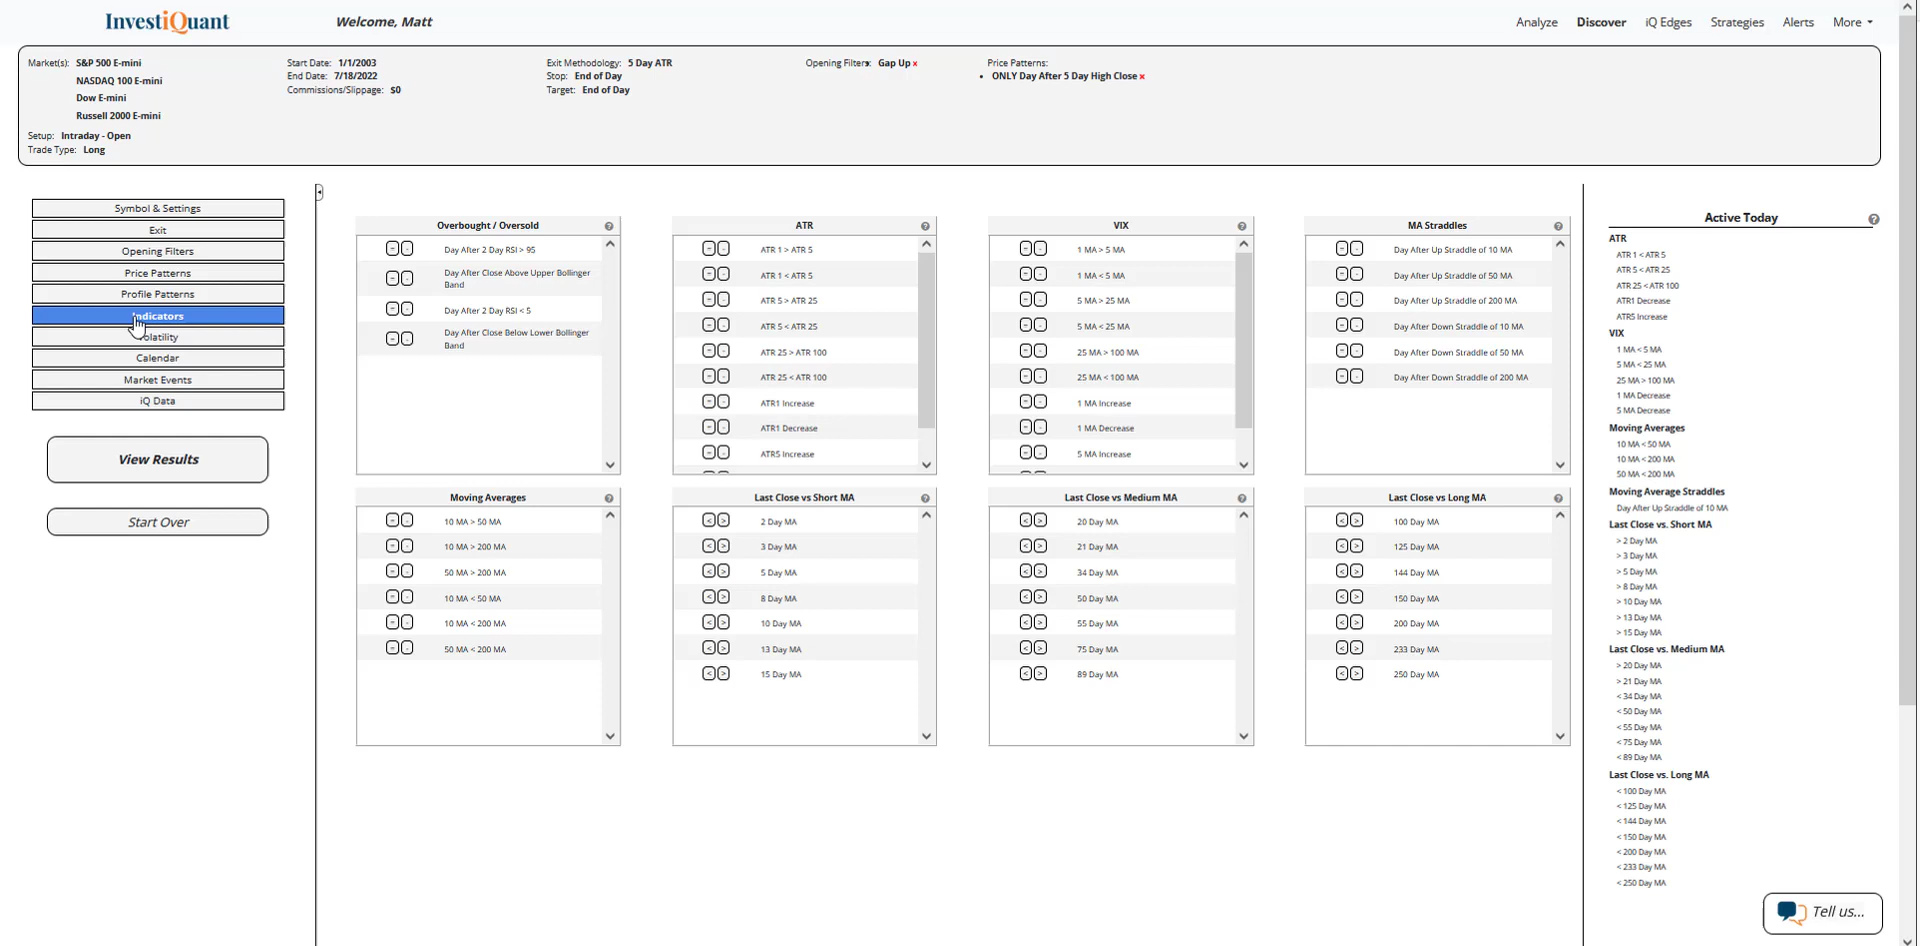 InvestiQuant
Welcome, Matt
Analyze
Discover
iQ Edges
Strategies
Alerts
More
Market(s): S&P 500 E-mini
NASDAQ 100 E-mini
Dow E-mini
Russell 2000 E-mini
Setup: Intraday - Open
Trade Type: Long
Start Date: 1/1/2003
End Date: 7/18/2022
Commissions/Slippage: $0
Exit Methodology: 5 Day ATR
Stop: End of Day
Target: End of Day
Opening Filters: Gap Up x
Price Patterns:
• ONLY Day After 5 Day High Close x
Symbol & Settings
Exit
Opening Filters
Price Patterns
Profile Patterns
Indicators
Volatility
Calendar
Market Events
iQ Data
View Results
Start Over
Overbought / Oversold
Day After 2 Day RSI > 95
Day After Close Above Upper Bollinger
Band
Day After 2 Day RSI < 5
Day After Close Below Lower Bollinger
Band
ATR
ATR 1 > ATR 5
ATR 1 < ATR 5
ATR 5 > ATR 25
ATR 5 < ATR 25
ATR 25 > ATR 100
ATR 25 < ATR 100
ATR1 Increase
ATR1 Decrease
ATR5 Increase
VIX
1 MA > 5 MA
1 MA < 5 MA
5 MA > 25 MA
5 MA < 25 MA
25 MA > 100 MA
25 MA < 100 MA
1 MA Increase
1 MA Decrease
5 MA Increase
MA Straddles
Day After Up Straddle of 10 MA
Day After Up Straddle of 50 MA
Day After Up Straddle of 200 MA
Day After Down Straddle of 10 MA
Day After Down Straddle of 50 MA
Day After Down Straddle of 200 MA
Moving Averages
10 MA > 50 MA
10 MA > 200 MA
50 MA > 200 MA
10 MA < 50 MA
10 MA < 200 MA
50 MA < 200 MA
Last Close vs Short MA
< > 2 Day MA
< > 3 Day MA
< > 5 Day MA
< > 8 Day MA
< > 10 Day MA
< > 13 Day MA
< > 15 Day MA
Last Close vs Medium MA
< > 20 Day MA
< > 21 Day MA
< > 34 Day MA
< > 50 Day MA
< > 55 Day MA
< > 75 Day MA
< > 89 Day MA
Last Close vs Long MA
< > 100 Day MA
< > 125 Day MA
< > 144 Day MA
< > 150 Day MA
< > 200 Day MA
< > 233 Day MA
< > 250 Day MA
Active Today
ATR
ATR 1 < ATR 5
ATR 5 < ATR 25
ATR 25 < ATR 100
ATR1 Decrease
ATR5 Increase
VIX
1 MA < 5 MA
5 MA < 25 MA
25 MA > 100 MA
1 MA Decrease
5 MA Decrease
Moving Averages
10 MA < 50 MA
10 MA < 200 MA
50 MA < 200 MA
Moving Average Straddles
Day After Up Straddle of 10 MA
Last Close vs. Short MA
> 2 Day MA
> 3 Day MA
> 5 Day MA
> 8 Day MA
> 10 Day MA
> 13 Day MA
> 15 Day MA
Last Close vs. Medium MA
> 20 Day MA
> 21 Day MA
< 34 Day MA
< 50 Day MA
< 55 Day MA
< 75 Day MA
< 89 Day MA
Last Close vs. Long MA
< 100 Day MA
< 125 Day MA
< 144 Day MA
< 150 Day MA
< 200 Day MA
< 233 Day MA
< 250 Day MA
Tell us...